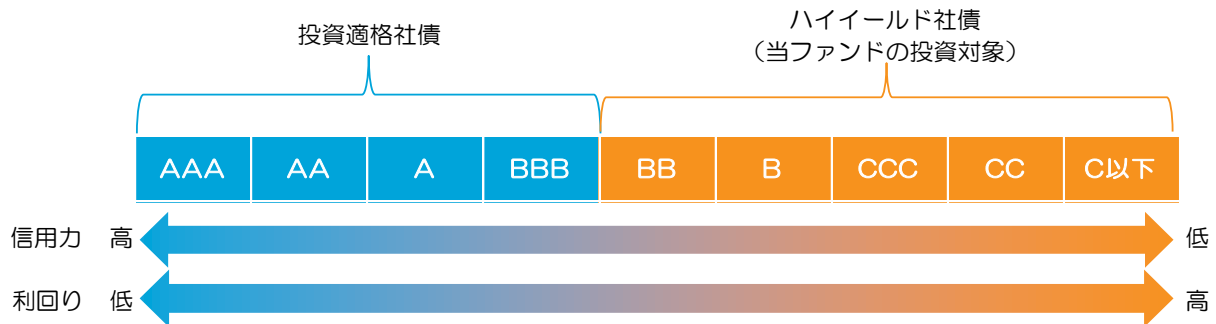 投資適格社債
ハイイールド社債
(当ファンドの投資対象)
AAA AA A BBB BB B CCC CC C以下
信用力 高 低
利回り 低 高